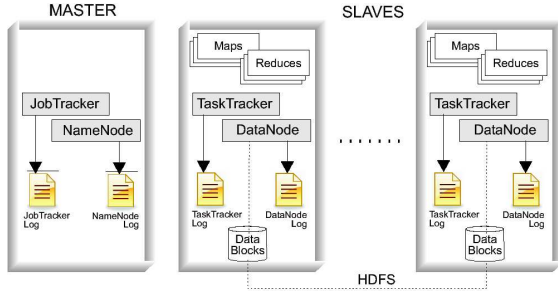 MASTER
SLAVES
JobTracker
NameNode
JobTracker
Log
NameNode
Log
Maps
Reduces
TaskTracker
DataNode
TaskTracker
Log
DataNode
Log
Data
Blocks
Maps
Reduces
TaskTracker
DataNode
TaskTracker
Log
DataNode
Log
Data
Blocks
HDFS